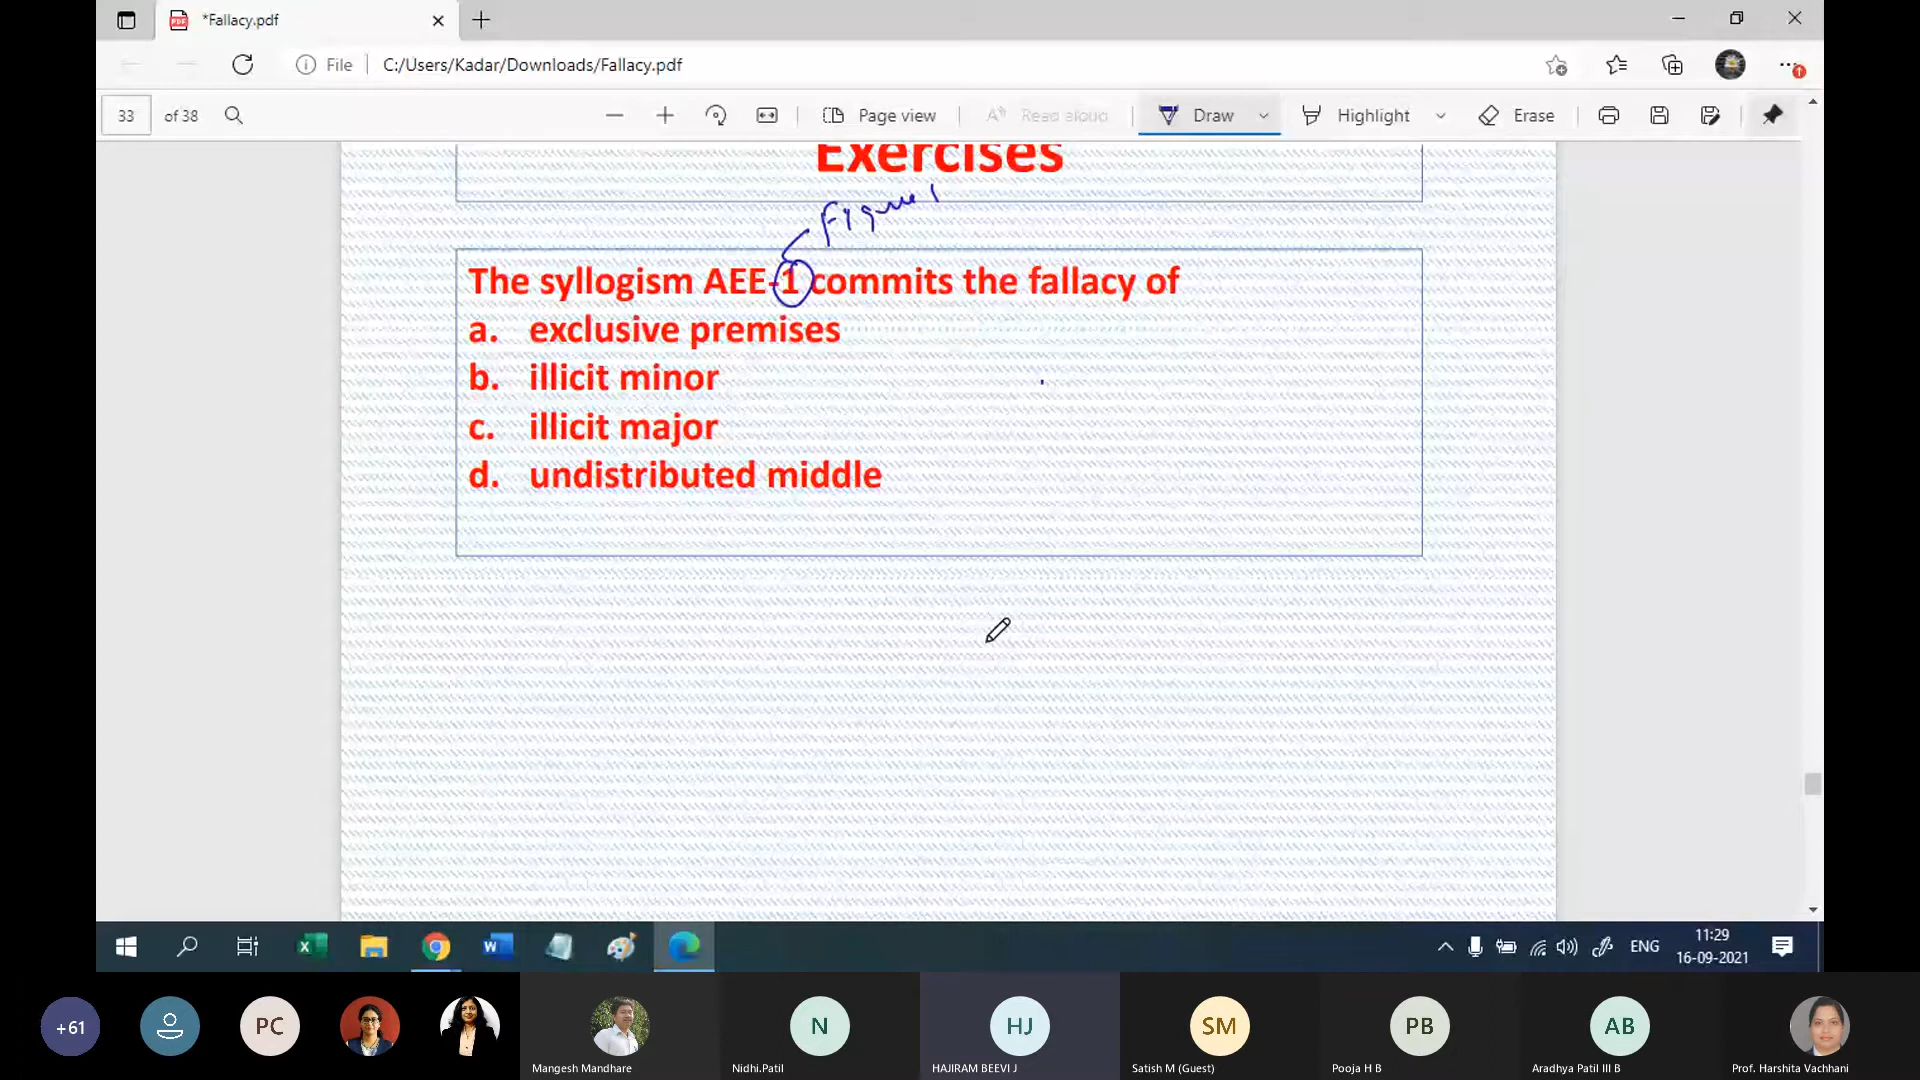 *Fallacy.pdf
File C:/Users/Kadar/Downloads/Fallacy.pdf
33 of 38 Page view Read aloud Draw Highlight Erase
Exercises
Figure 1
The syllogism AEE-1 commits the fallacy of
a. exclusive premises
b. illicit minor
c. illicit major
d. undistributed middle
ENG 11:29
16-09-2021
+61 PC N HJ SM PB AB
Mangesh Mandhare Nidhi.Patil HAJIRAM BEEVI J Satish M (Guest) Pooja H B Aradhya Patil III B Prof. Harshita Vachhani